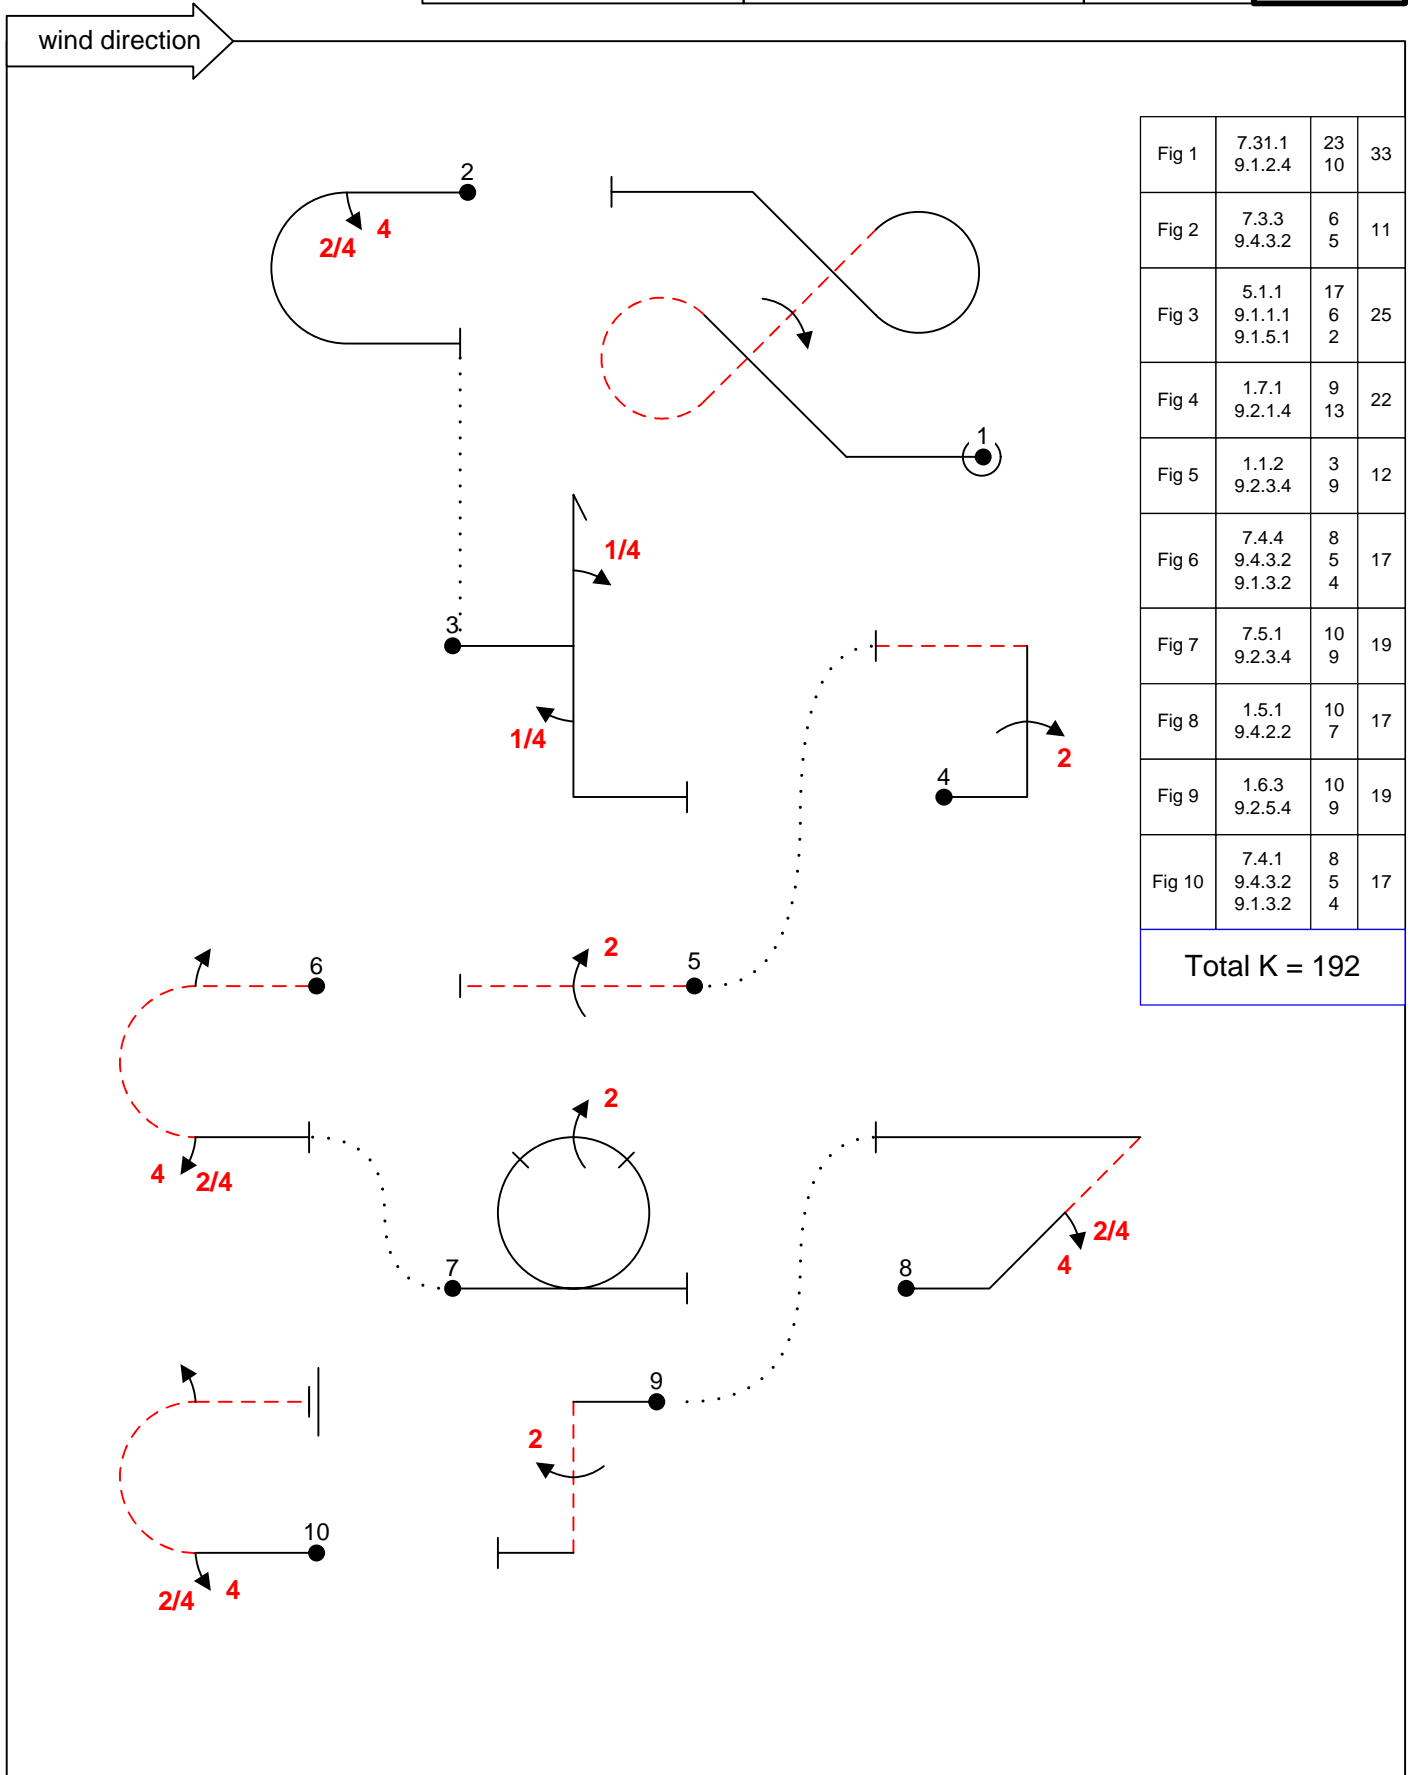 wind direction
Fig 1 7.31.1 23 33
9.1.2.4 10
Fig 2 7.3.3 6 11
9.4.3.2 5
Fig 3 5.1.1 17 25
9.1.1.1 6
9.1.5.1 2
Fig 4 1.7.1 9 22
9.2.1.4 13
Fig 5 1.1.2 3 12
9.2.3.4 9
Fig 6 7.4.4 8 17
9.4.3.2 5
9.1.3.2 4
Fig 7 7.5.1 10 19
9.2.3.4 9
Fig 8 1.5.1 10 17
9.4.2.2 7
Fig 9 1.6.3 10 19
9.2.5.4 9
Fig 10 7.4.1 8 17
9.4.3.2 5
9.1.3.2 4
Total K = 192
2
4
2/4
1
1/4
3
1/4
4
2
5
2
6
4 2/4
2
7
8
2/4
4
9
2
10
2/4 4